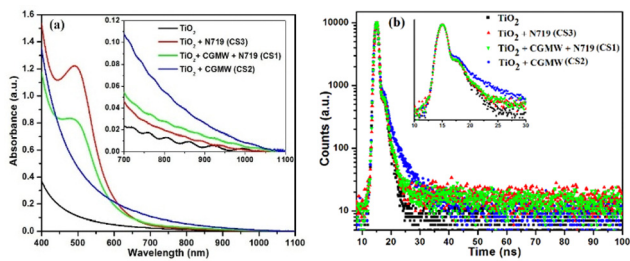 (a)
TiO2
TiO2 + N719 (CS3)
TiO2 + CGMW + N719 (CS1)
TiO2 + CGMW (CS2)
0.10
0.08
0.06
0.04
0.02
0.00
700 800 900 1000 1100
1.6
1.4
1.2
1.0
0.8
0.6
0.4
0.2
0.0
Absorbance (a.u.)
400 500 600 700 800 900 1000 1100
Wavelength (nm)
(b)
TiO2
TiO2 + N719 (CS3)
TiO2 + CGMW + N719 (CS1)
TiO2 + CGMW (CS2)
10 15 20 25 30
10000
1000
100
10
Counts (a.u.)
10 20 30 40 50 60 70 80 90 100
Time (ns)